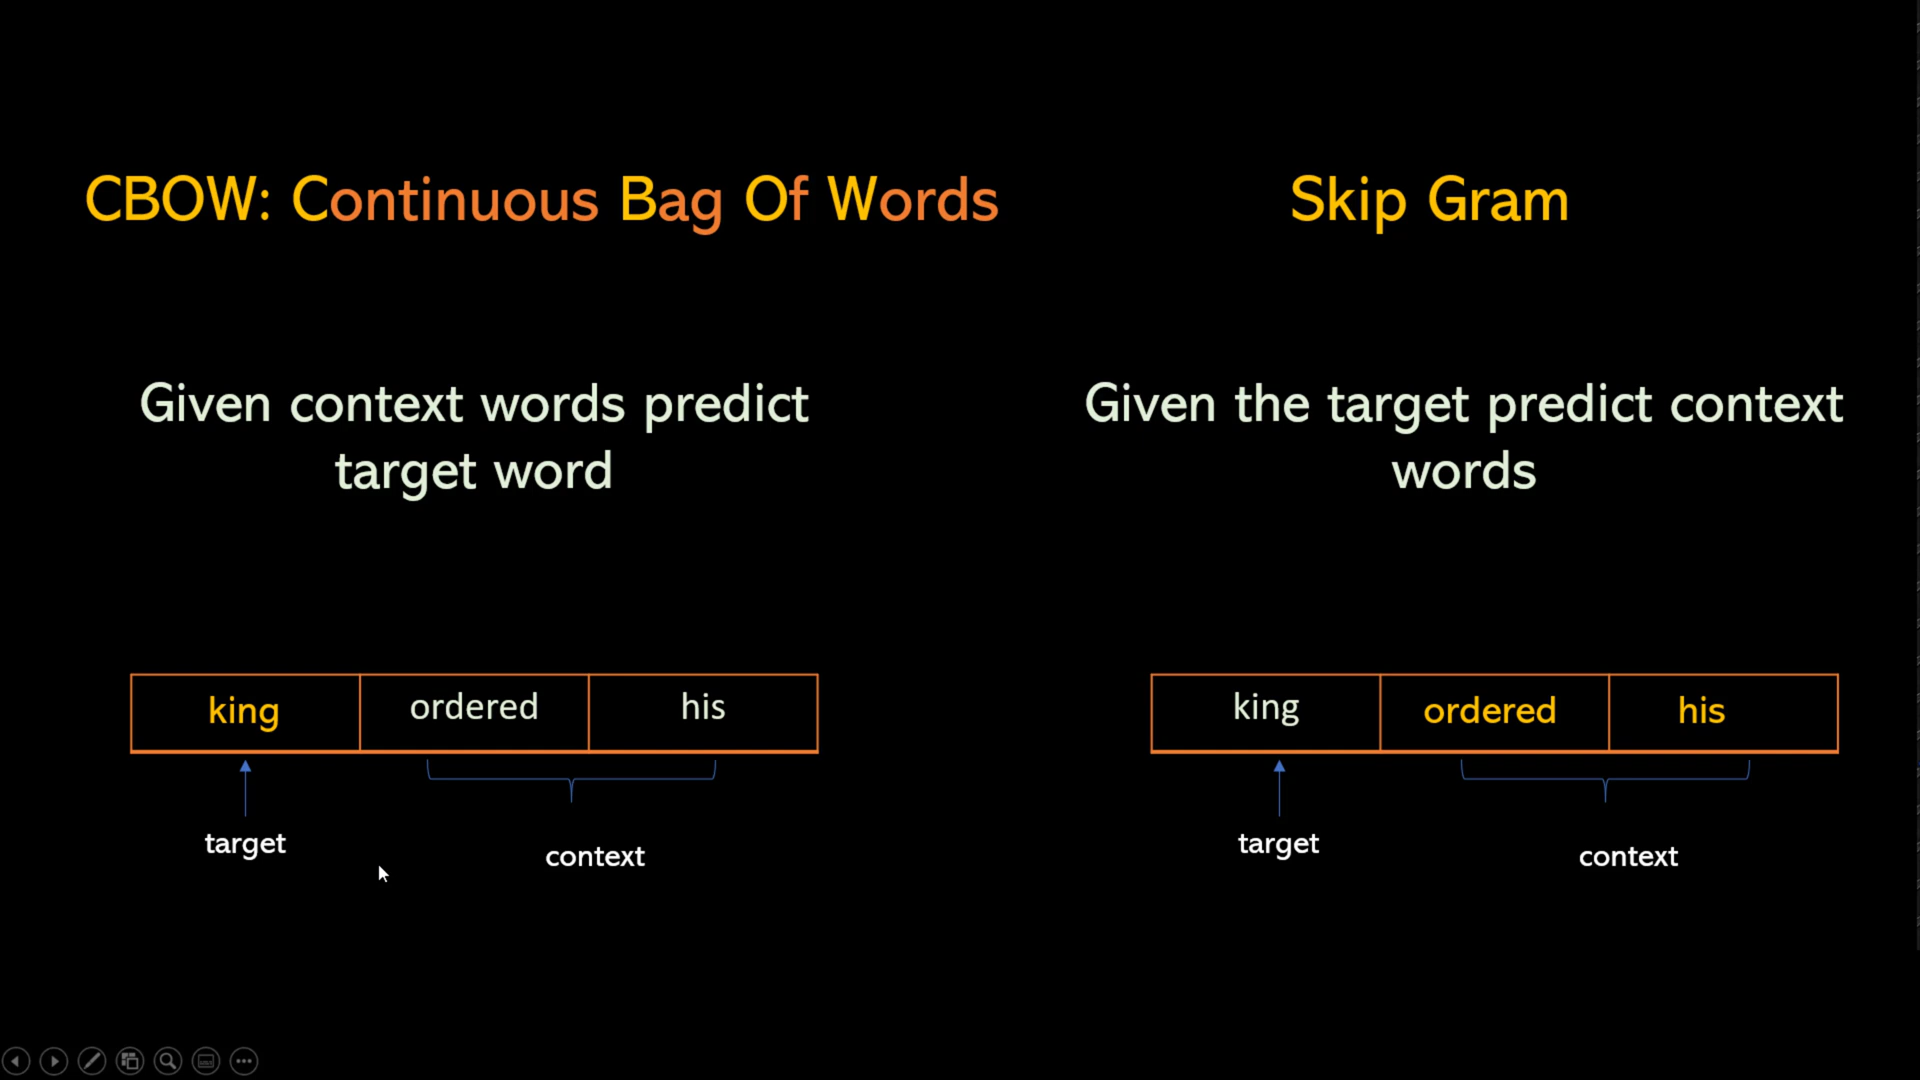 CBOW: Continuous Bag Of Words
Given context words predict
target word
king ordered his
target
context
Skip Gram
Given the target predict context
words
king ordered his
target
context